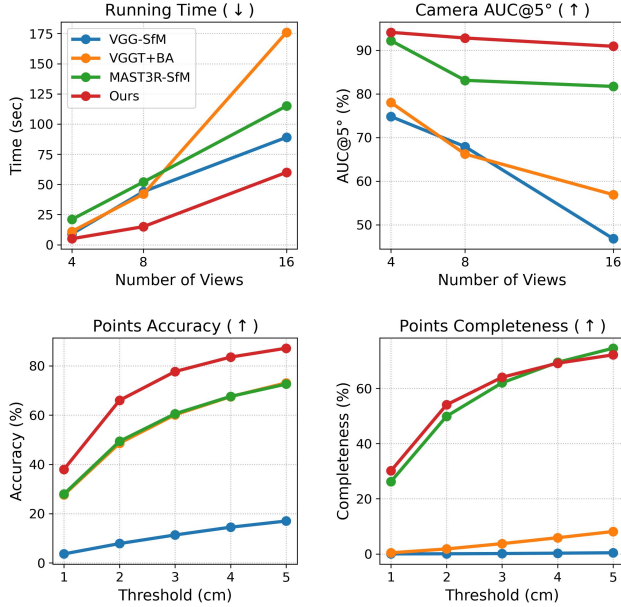 Running Time (↓)
175
150
125
100
75
50
25
0
Time (sec)
VGG-SfM
VGGT+BA
MAST3R-SfM
Ours
4
8
16
Number of Views
Camera AUC@5° (↑)
90
80
70
60
50
AUC@5° (%)
4
8
16
Number of Views
Points Accuracy (↑)
80
60
40
20
0
Accuracy (%)
1
2
3
4
5
Threshold (cm)
Points Completeness (↑)
60
40
20
0
Completeness (%)
1
2
3
4
5
Threshold (cm)